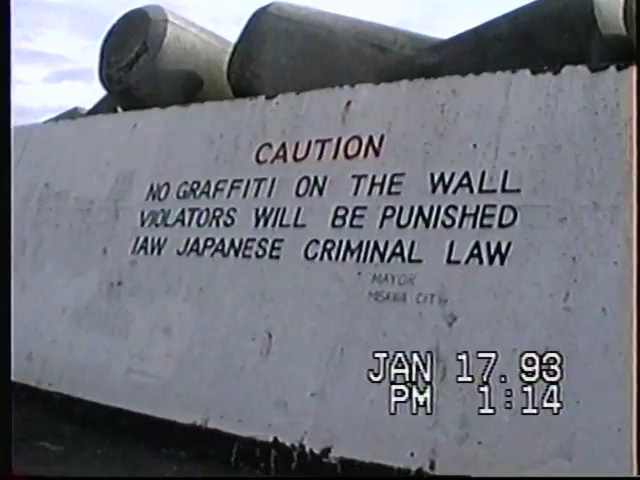 CAUTION
NO GRAFFITI ON THE WALL
VIOLATORS WILL BE PUNISHED
IAW JAPANESE CRIMINAL LAW
MAYOR
MISAWA CITY
JAN 17.93
PM 1:14